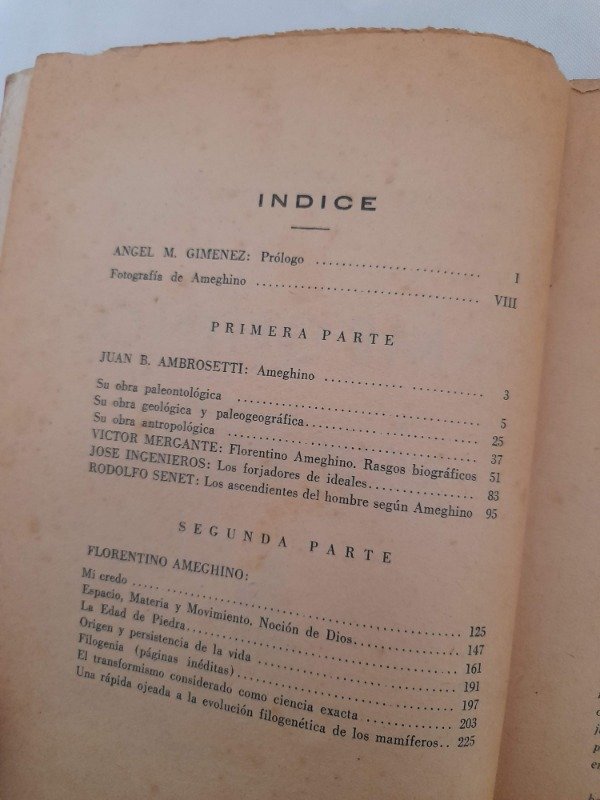 INDICE
ANGEL M. GIMENEZ: Prólogo .................... I
Fotografía de Ameghino .................... VIII
PRIMERA PARTE
JUAN B. AMBROSETTI: Ameghino .................... 3
Su obra paleontológica .................... 5
Su obra geológica y paleogeográfica .................... 25
Su obra antropológica .................... 37
VICTOR MERGANTE: Florentino Ameghino. Rasgos biográficos 51
JOSE INGENIEROS: Los forjadores de ideales .................... 83
RODOLFO SENET: Los ascendientes del hombre según Ameghino 95
SEGUNDA PARTE
FLORENTINO AMEGHINO:
Mi credo .................... 125
Espacio, Materia y Movimiento. Noción de Dios .................... 147
La Edad de Piedra .................... 161
Origen y persistencia de la vida .................... 191
Filogenia (páginas inéditas) .................... 197
El transformismo considerado como ciencia exacta .................... 203
Una rápida ojeada a la evolución filogenética de los mamíferos.. 225